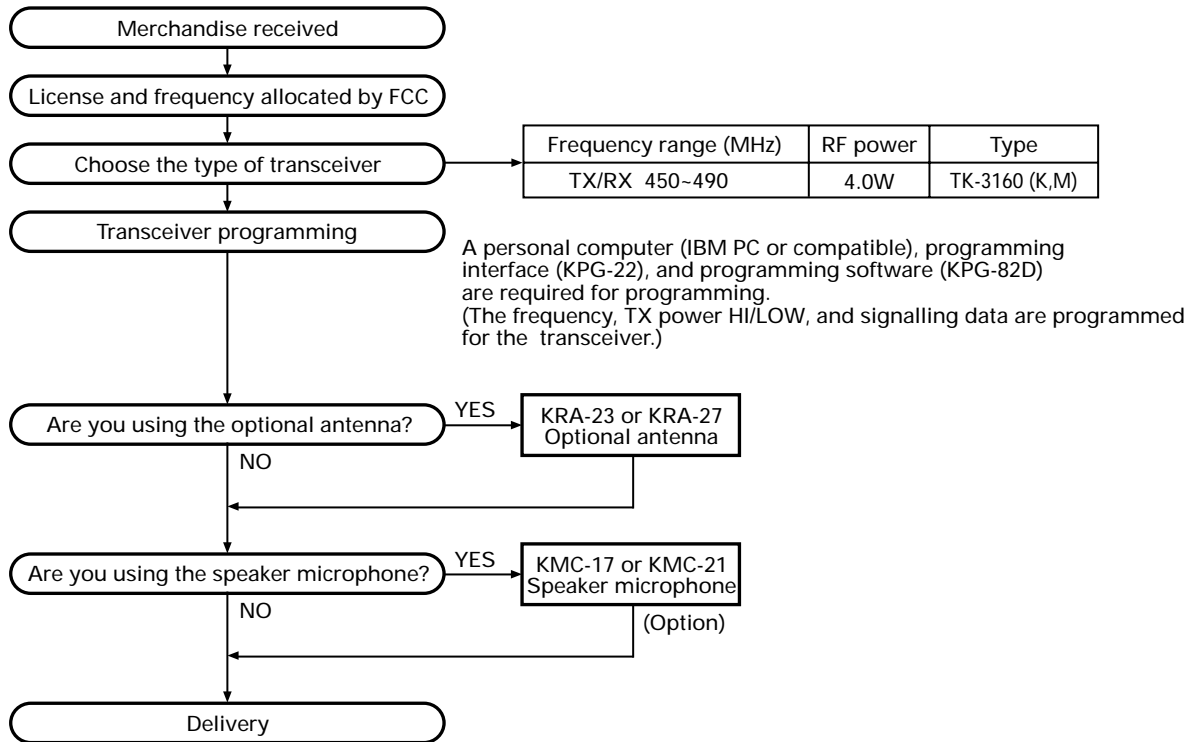 Merchandise received
License and frequency allocated by FCC
Choose the type of transceiver
Frequency range (MHz) RF power Type
TX/RX 450~490 4.0W TK-3160 (K,M)
Transceiver programming
A personal computer (IBM PC or compatible), programming
interface (KPG-22), and programming software (KPG-82D)
are required for programming.
(The frequency, TX power HI/LOW, and signalling data are programmed
for the transceiver.)
Are you using the optional antenna?
YES
KRA-23 or KRA-27
Optional antenna
NO
Are you using the speaker microphone?
YES
KMC-17 or KMC-21
Speaker microphone
NO
(Option)
Delivery